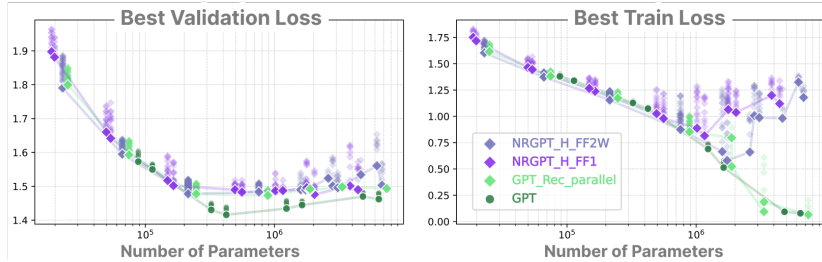 Best Validation Loss
1.9
1.8
1.7
1.6
1.5
1.4
10^5
10^6
Number of Parameters
Best Train Loss
1.75
1.50
1.25
1.00
0.75
0.50
0.25
0.00
NRGPT_H_FF2W
NRGPT_H_FF1
GPT_Rec_parallel
GPT
10^5
10^6
Number of Parameters